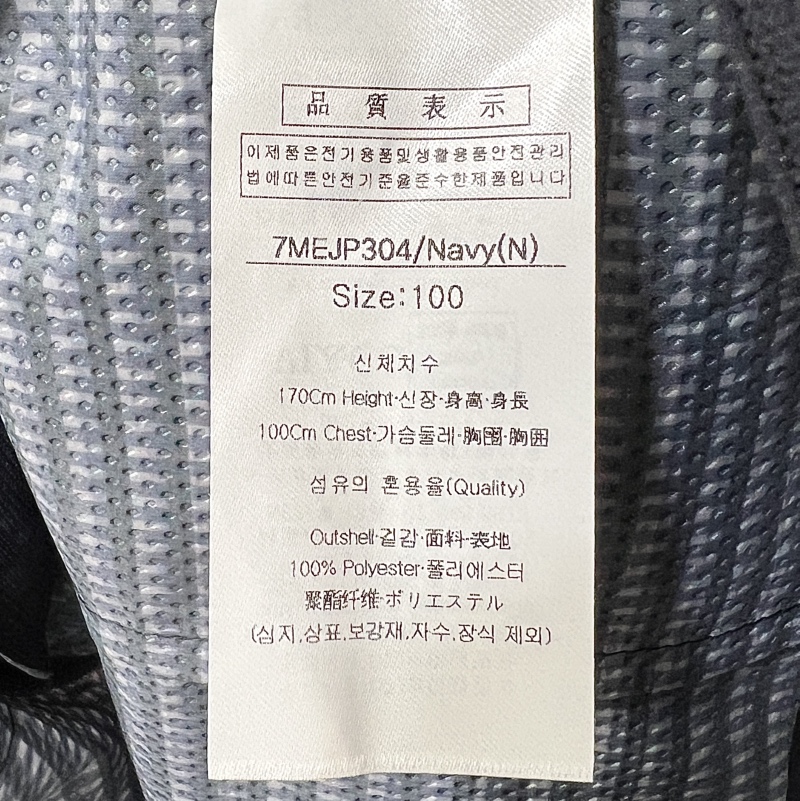 品質表示
이제품은전기용품및생활용품안전관리
법에따른안전기준을준수한제품입니다
7MEJP304/Navy(N)
Size:100
신체치수
170Cm Height·신장·身高·身長
100Cm Chest·가슴둘레·胸围·胸囲
섬유의 혼용율(Quality)
Outshell·겉감·面料·表地
100% Polyester·폴리에스터
聚酯纤维·ポリエステル
(심지,상표,보강재,자수,장식 제외)